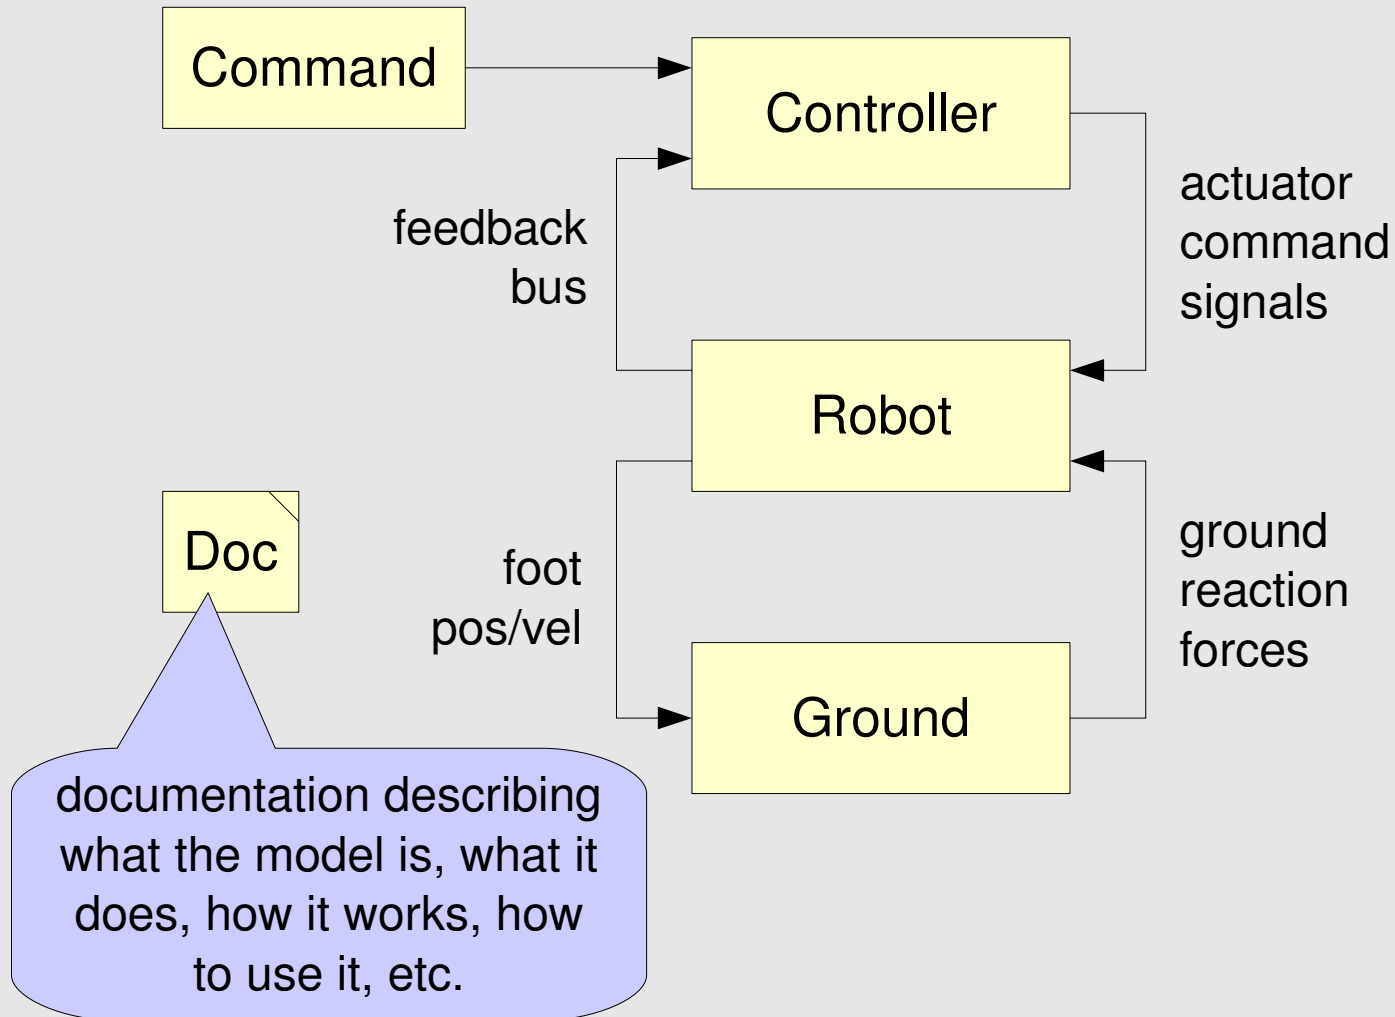 Command
Controller
feedback
bus
actuator
command
signals
Robot
Doc
foot
pos/vel
ground
reaction
forces
Ground
documentation describing
what the model is, what it
does, how it works, how
to use it, etc.